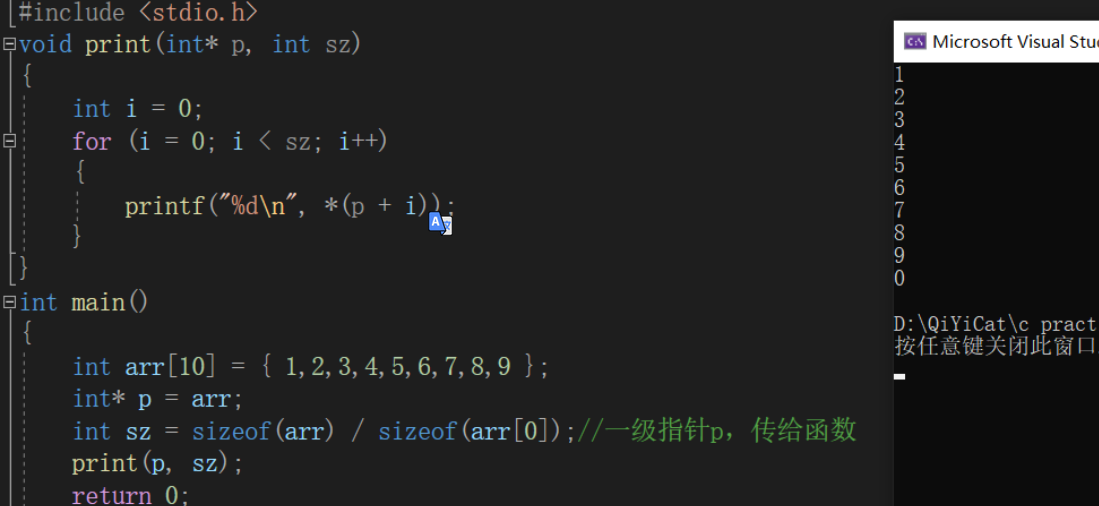 #include <stdio.h>
void print(int* p, int sz)
{
int i = 0;
for (i = 0; i < sz; i++)
{
printf("%d\n", *(p + i));
}
}
int main()
{
int arr[10] = { 1,2,3,4,5,6,7,8,9 };
int* p = arr;
int sz = sizeof(arr) / sizeof(arr[0]);//一级指针p，传给函数
print(p, sz);
return 0;
Microsoft Visual Stu
1
2
3
4
5
6
7
8
9
0
D:\QiYiCat\c pract
按任意键关闭此窗口